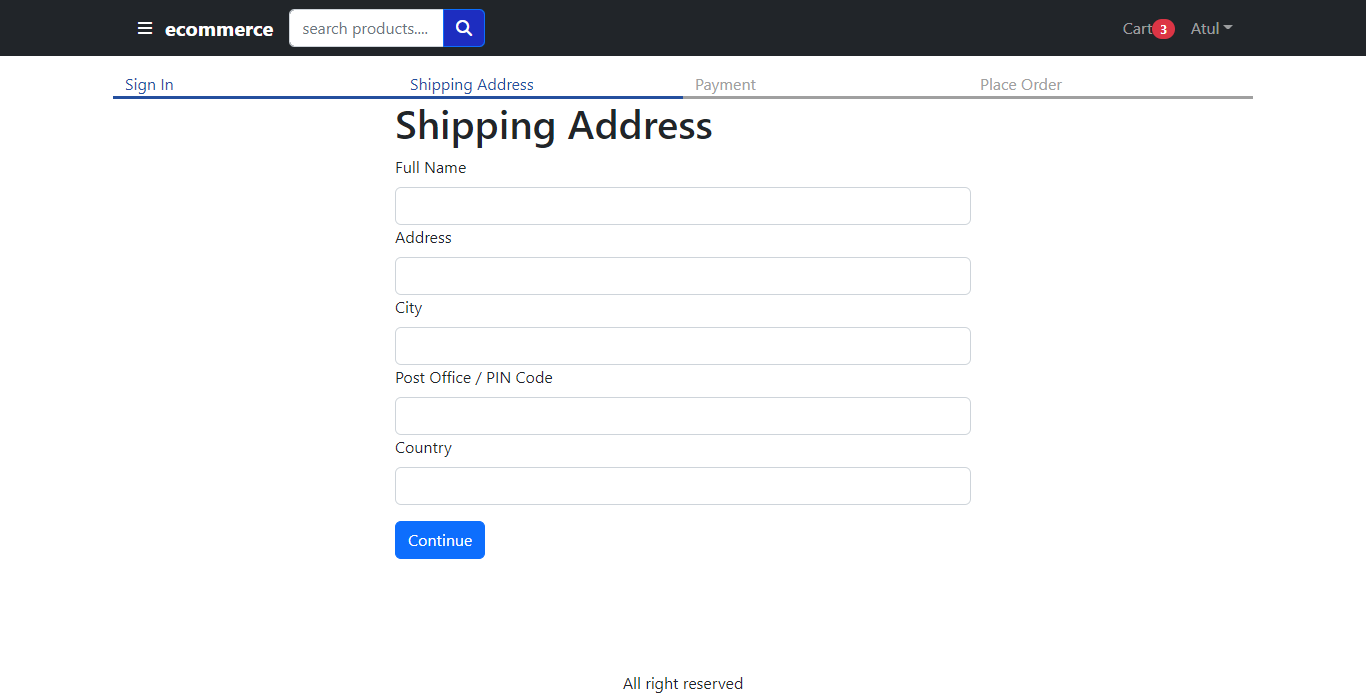 ecommerce search products.... Cart 3 Atul
Sign In Shipping Address Payment Place Order
Shipping Address
Full Name
Address
City
Post Office / PIN Code
Country
Continue
All right reserved